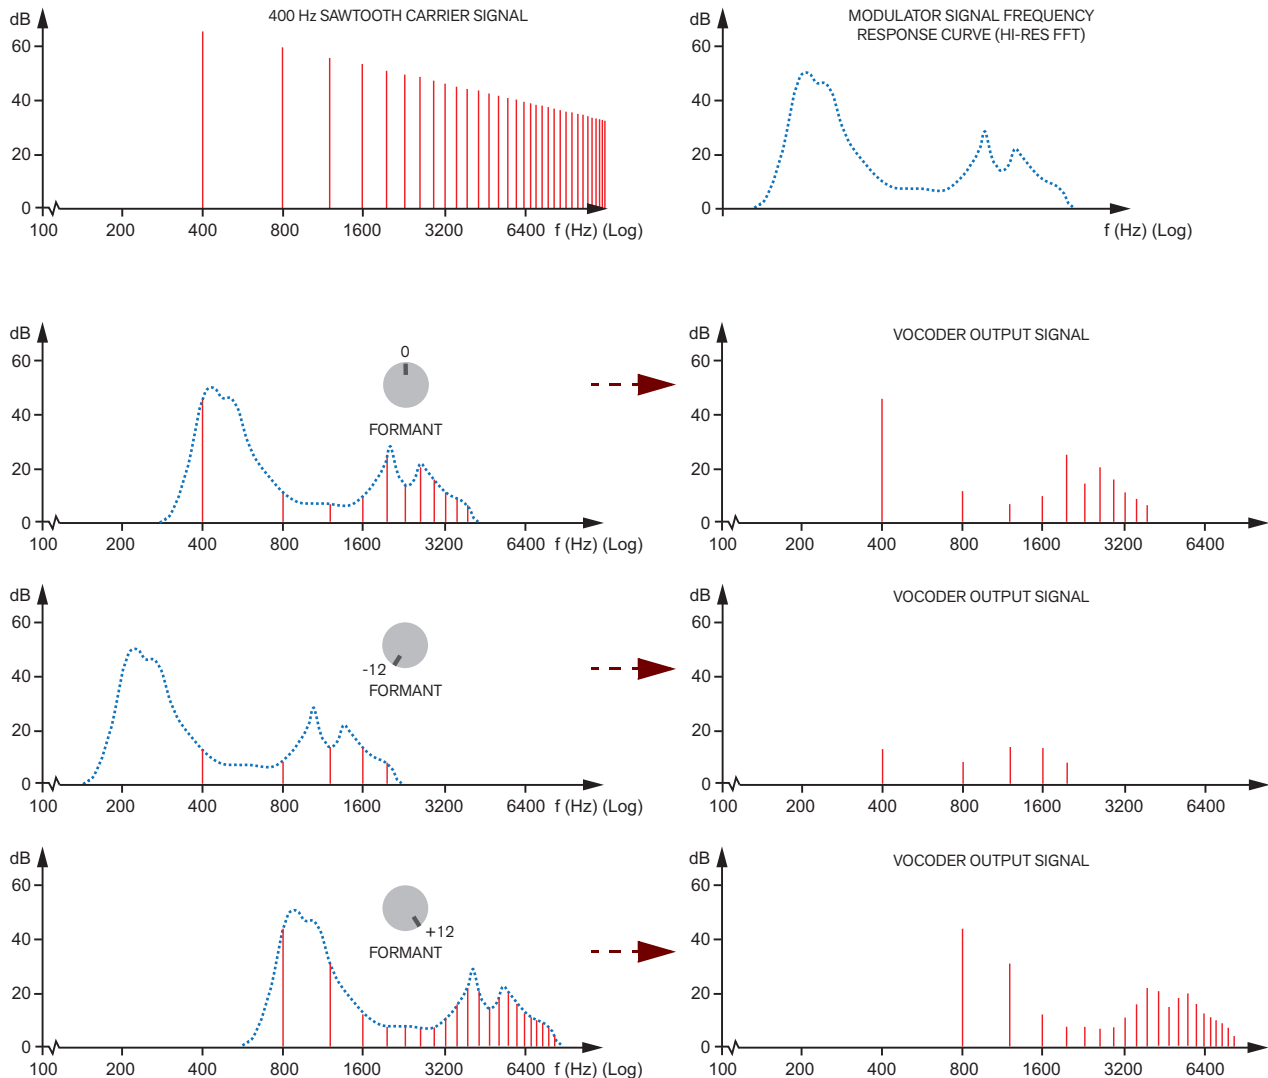 dB
400 Hz SAWTOOTH CARRIER SIGNAL
60
40
20
0
100 200 400 800 1600 3200 6400 f (Hz) (Log)
dB
MODULATOR SIGNAL FREQUENCY
RESPONSE CURVE (HI-RES FFT)
60
40
20
0
f (Hz) (Log)
dB
60
40
20
0
0
FORMANT
100 200 400 800 1600 3200 6400 f (Hz) (Log)
dB
VOCODER OUTPUT SIGNAL
60
40
20
0
100 200 400 800 1600 3200 6400
dB
60
40
20
0
-12
FORMANT
100 200 400 800 1600 3200 6400 f (Hz) (Log)
dB
VOCODER OUTPUT SIGNAL
60
40
20
0
100 200 400 800 1600 3200 6400
dB
60
40
20
0
+12
FORMANT
100 200 400 800 1600 3200 6400 f (Hz) (Log)
dB
VOCODER OUTPUT SIGNAL
60
40
20
0
100 200 400 800 1600 3200 6400